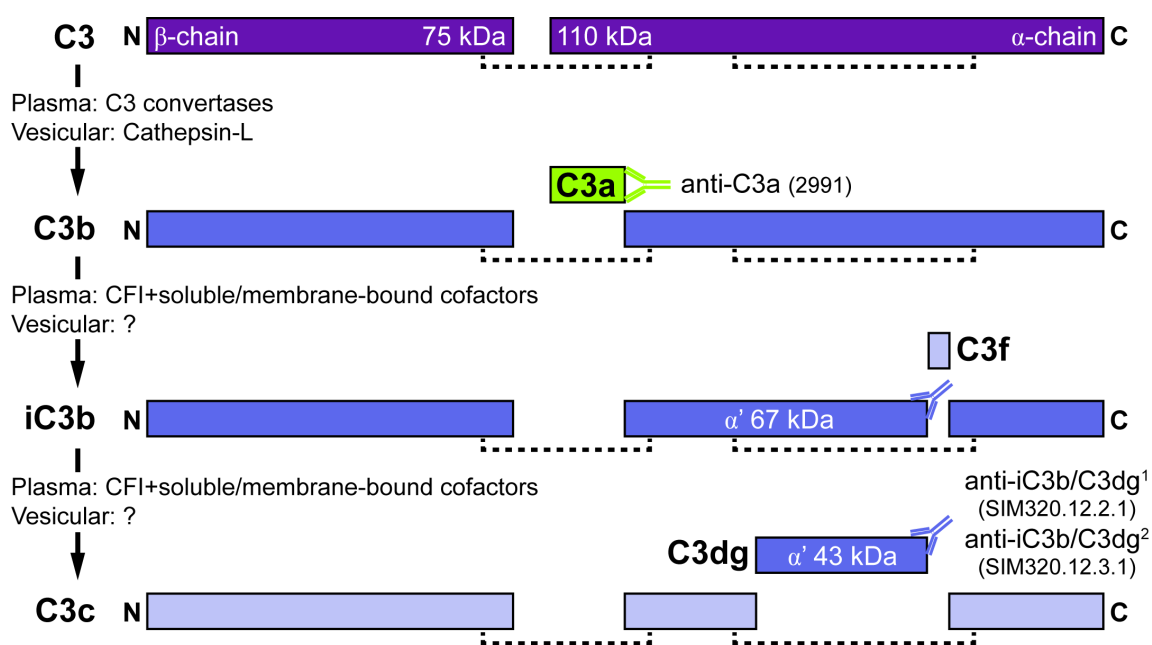 C3 N β-chain 75 kDa 110 kDa α-chain C
Plasma: C3 convertases
Vesicular: Cathepsin-L
C3a anti-C3a (2991)
C3b N C
Plasma: CFI+soluble/membrane-bound cofactors
Vesicular: ?
C3f
iC3b N α’ 67 kDa C
Plasma: CFI+soluble/membrane-bound cofactors
Vesicular: ?
anti-iC3b/C3dg¹
(SIM320.12.2.1)
anti-iC3b/C3dg²
(SIM320.12.3.1)
C3dg α’ 43 kDa
C3c N C